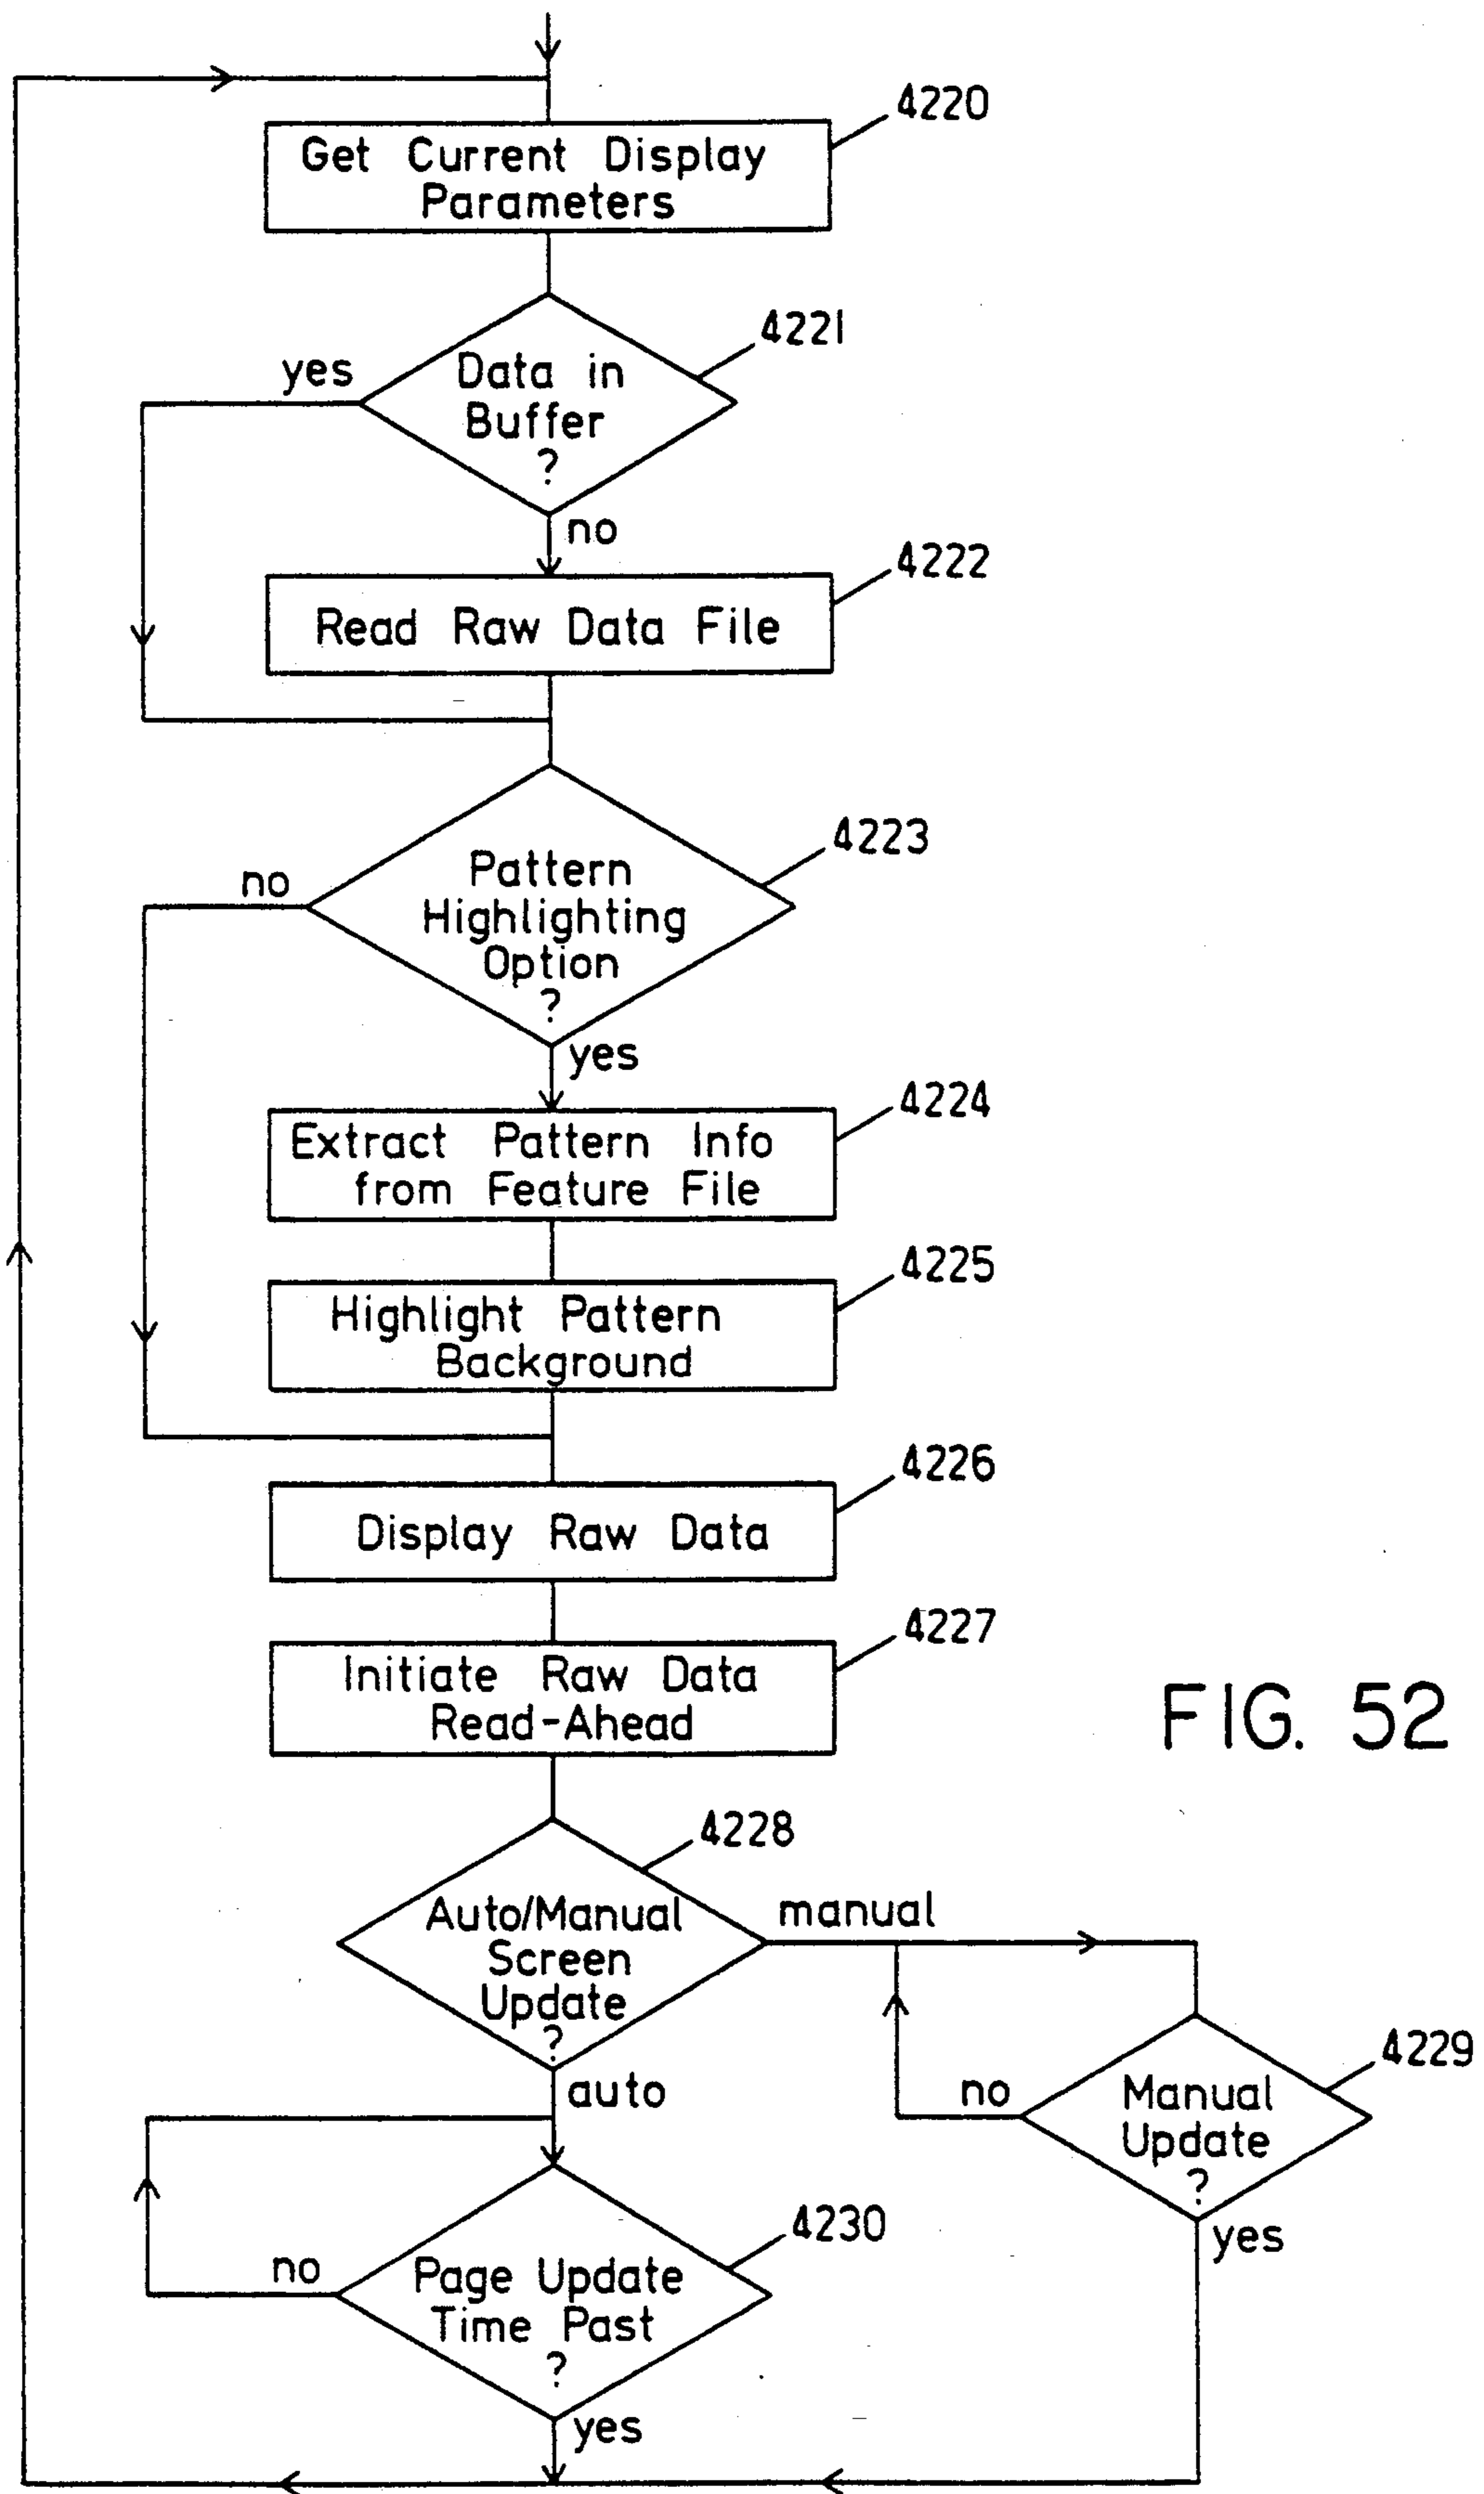 4220
Get Current Display
Parameters
4221
yes
Data in
Buffer
?
no
4222
Read Raw Data File
4223
no
Pattern
Highlighting
Option
?
yes
4224
Extract Pattern Info
from Feature File
4225
Highlight Pattern
Background
4226
Display Raw Data
4227
Initiate Raw Data
Read-Ahead
FIG. 52
4228
manual
Auto/Manual
Screen
Update
?
auto
4229
no
Manual
Update
?
yes
4230
no
Page Update
Time Past
?
yes